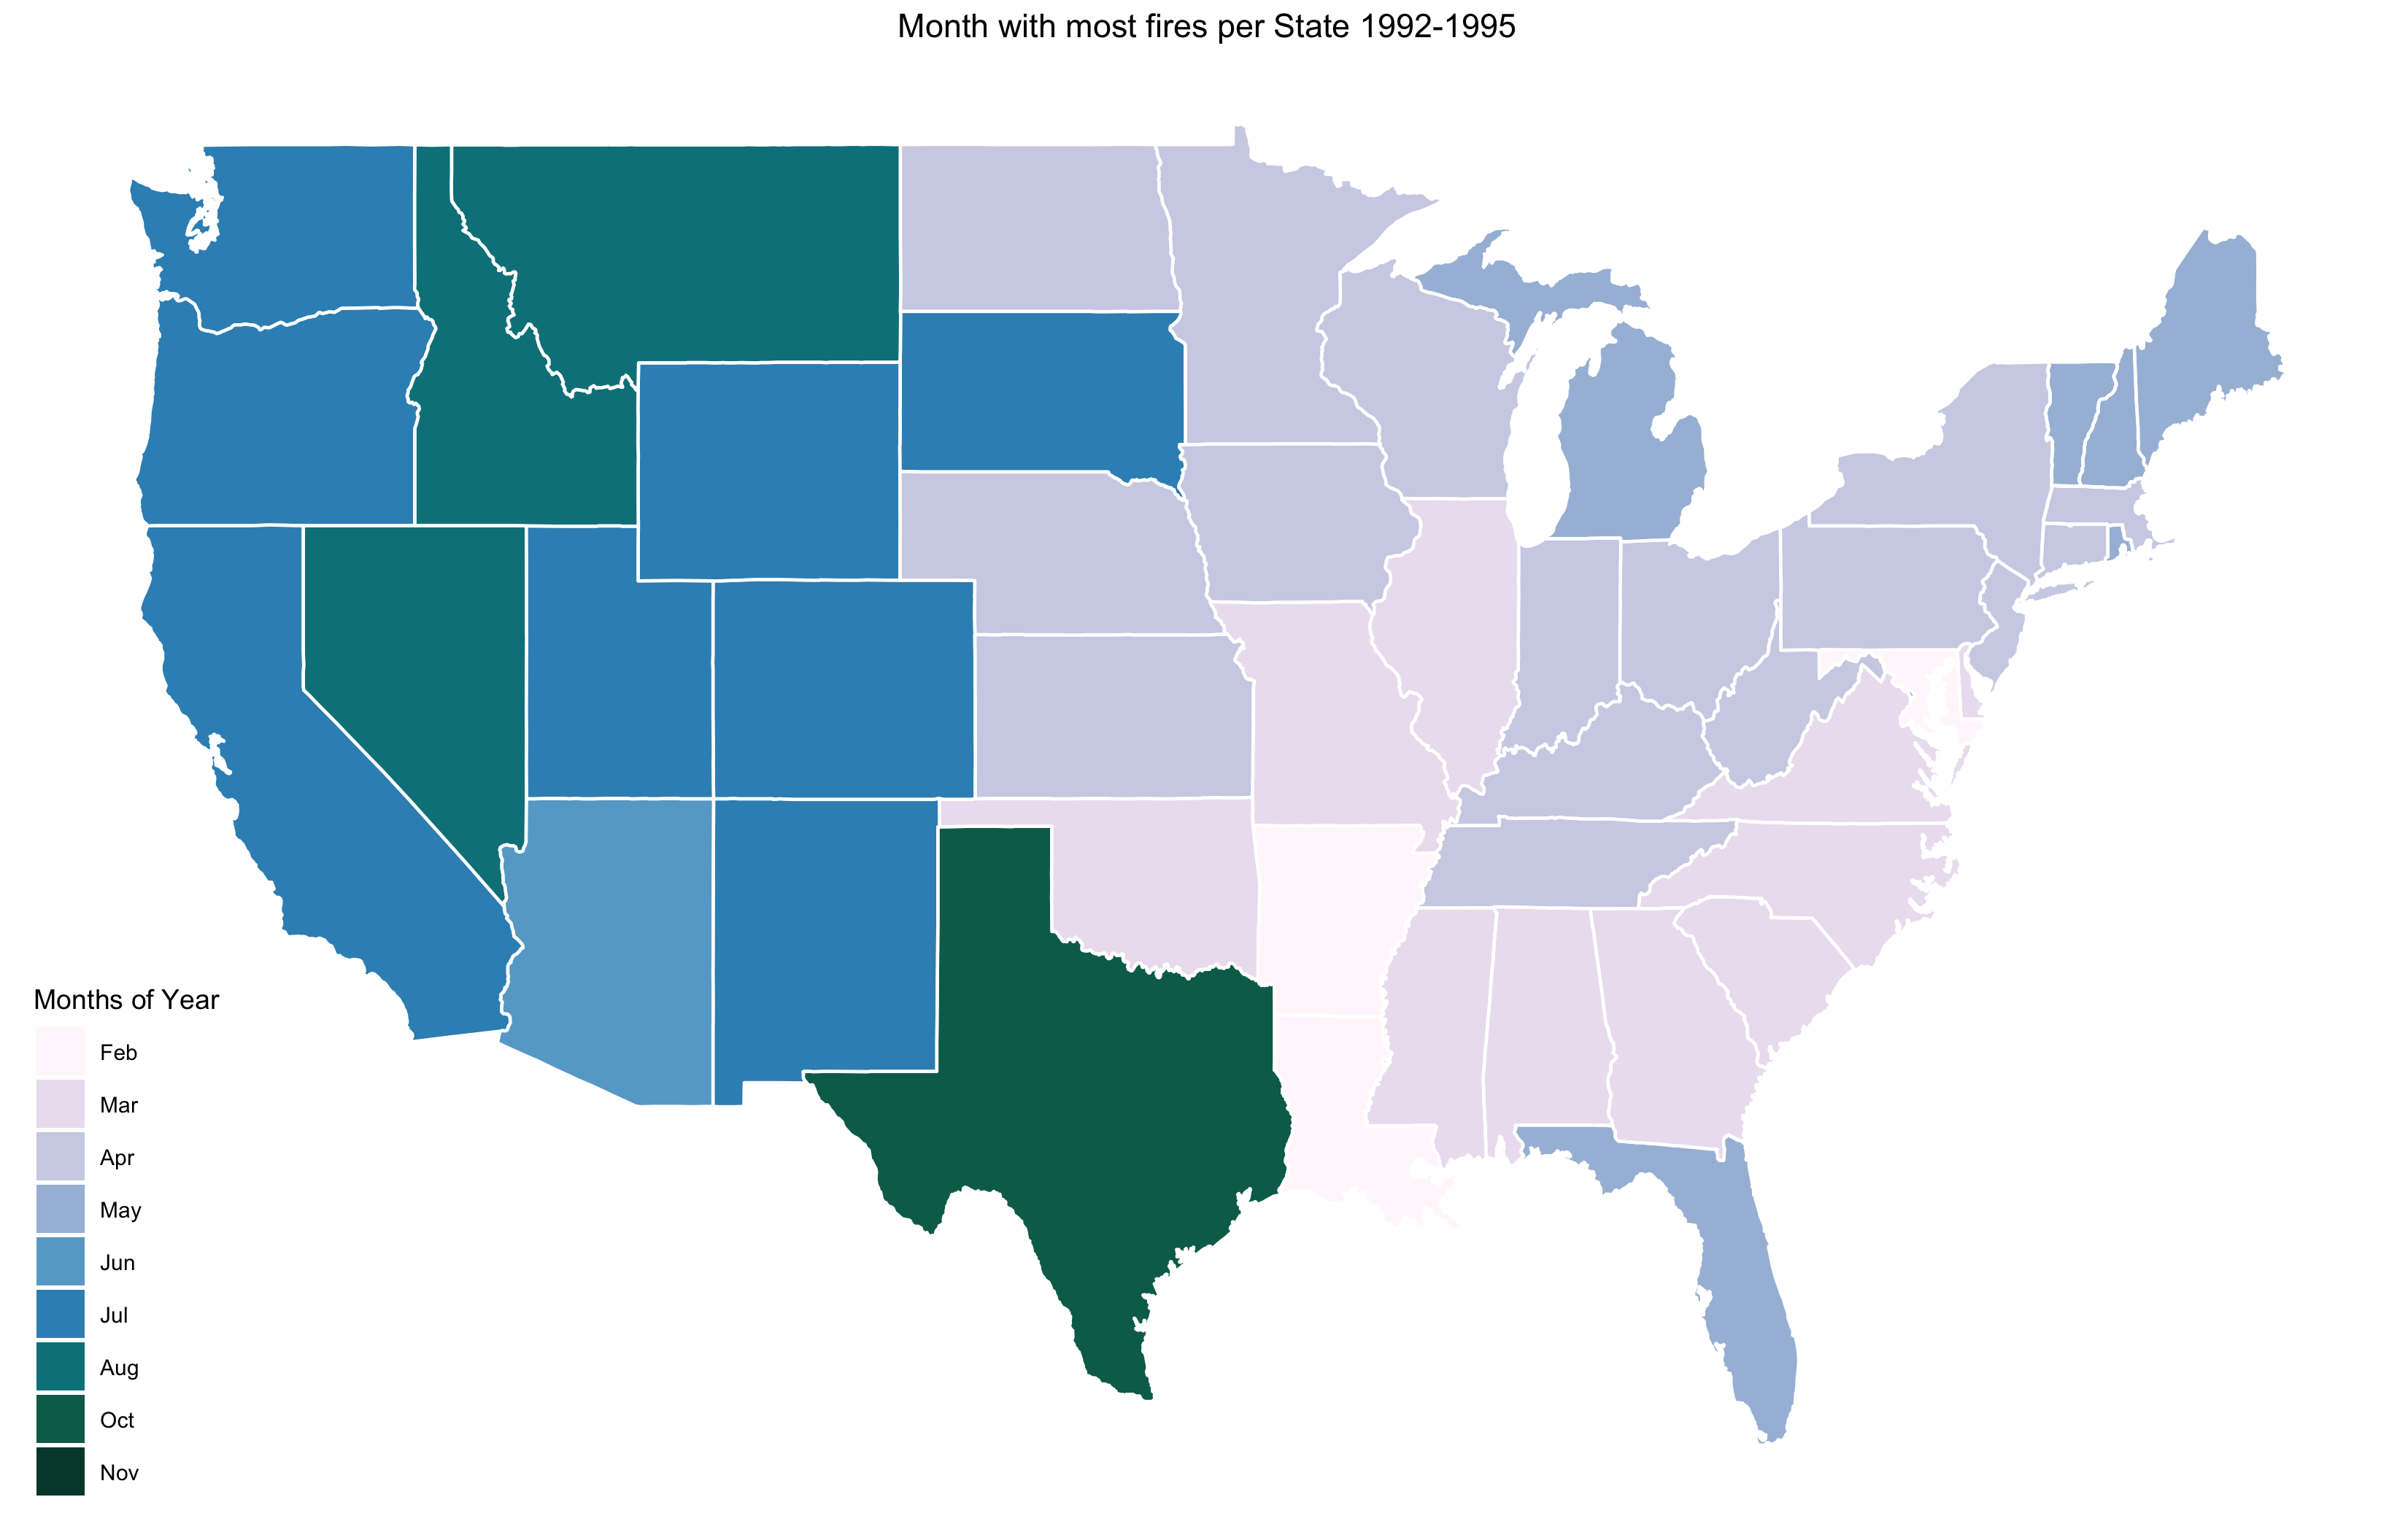 Month with most fires per State 1992-1995
Months of Year
Feb
Mar
Apr
May
Jun
Jul
Aug
Oct
Nov